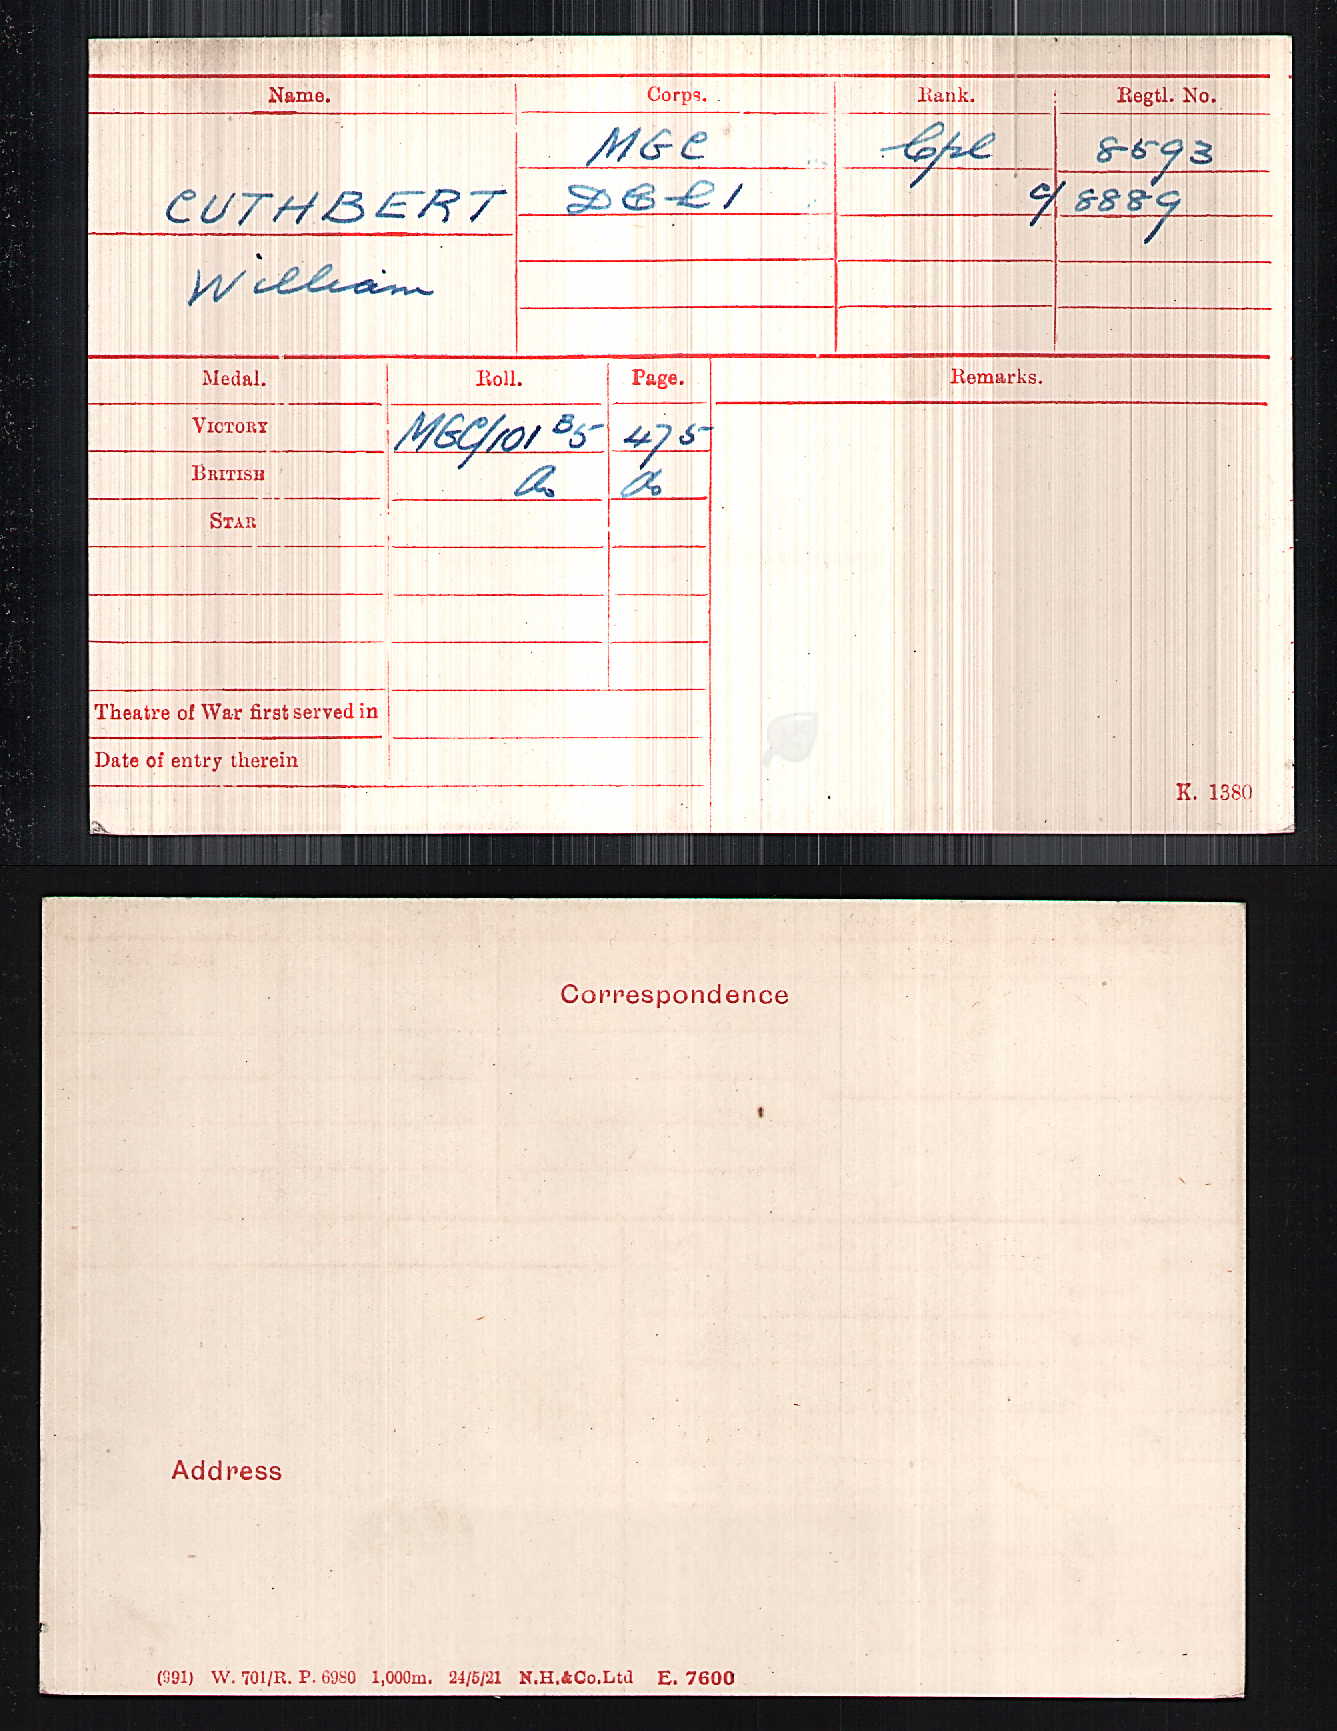 Name. Corps. Rank. Regtl. No.
MGC Cpl 8593
CUTHBERT DCLI c/ 8889
William
Medal. Roll. Page. Remarks.
VICTORY MGC/101 B5 475
BRITISH do do
STAR
Theatre of War first served in
Date of entry therein
K. 1380
Correspondence
Address
(991) W. 701/R. P. 6980 1,000m. 24/5/21 N.H.&Co.Ltd E. 7600